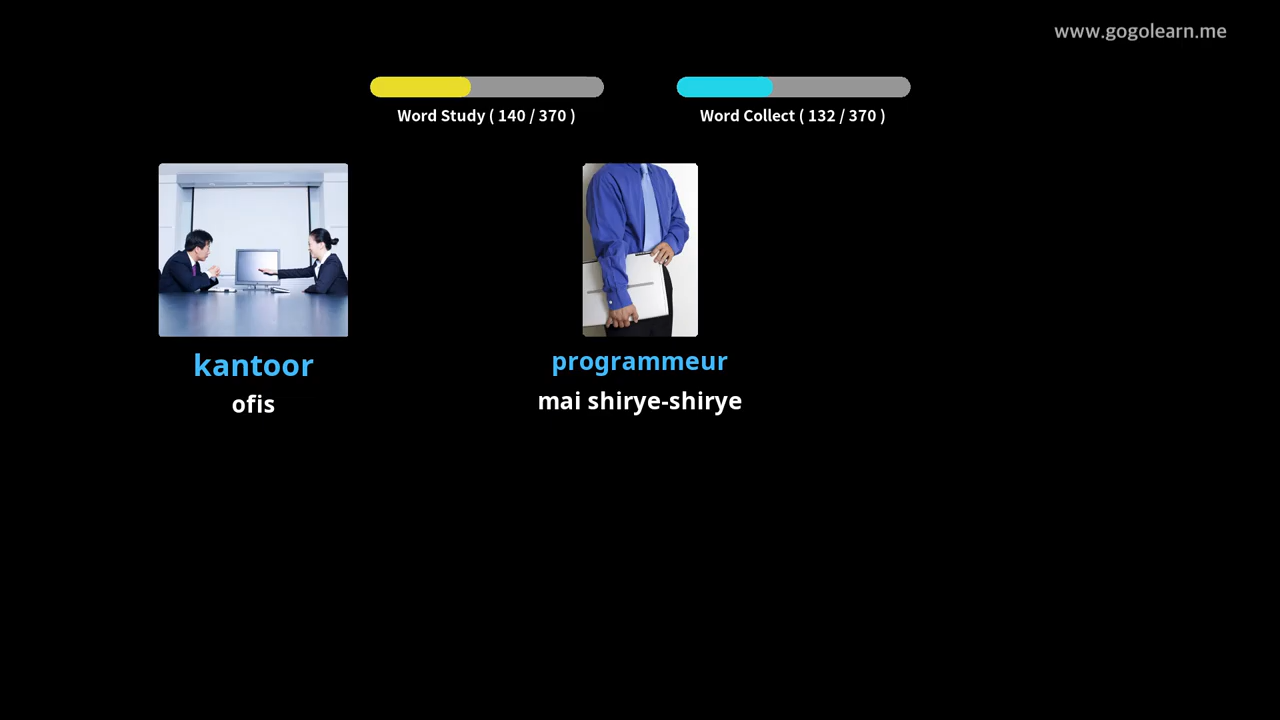 www.gogolearn.me
Word Study ( 140 / 370 )
Word Collect ( 132 / 370 )
kantoor
ofis
programmeur
mai shirye-shirye